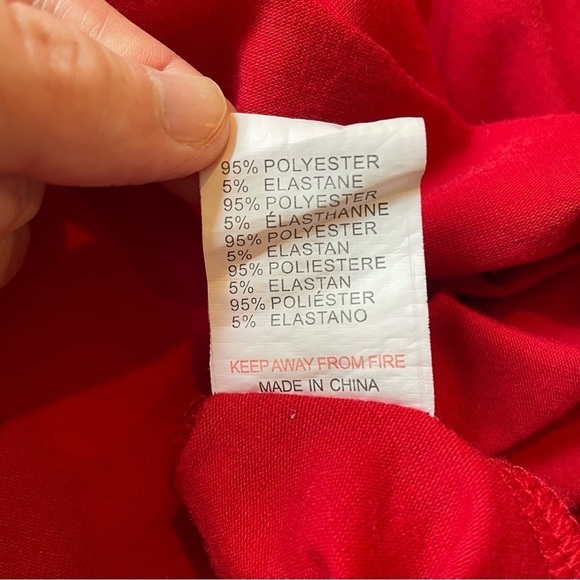 95% POLYESTER
5% ELASTANE
95% POLYESTER
5% ÉLASTHANNE
95% POLYESTER
5% ELASTAN
95% POLIESTERE
5% ELASTAN
95% POLIÉSTER
5% ELASTANO
KEEP AWAY FROM FIRE
MADE IN CHINA